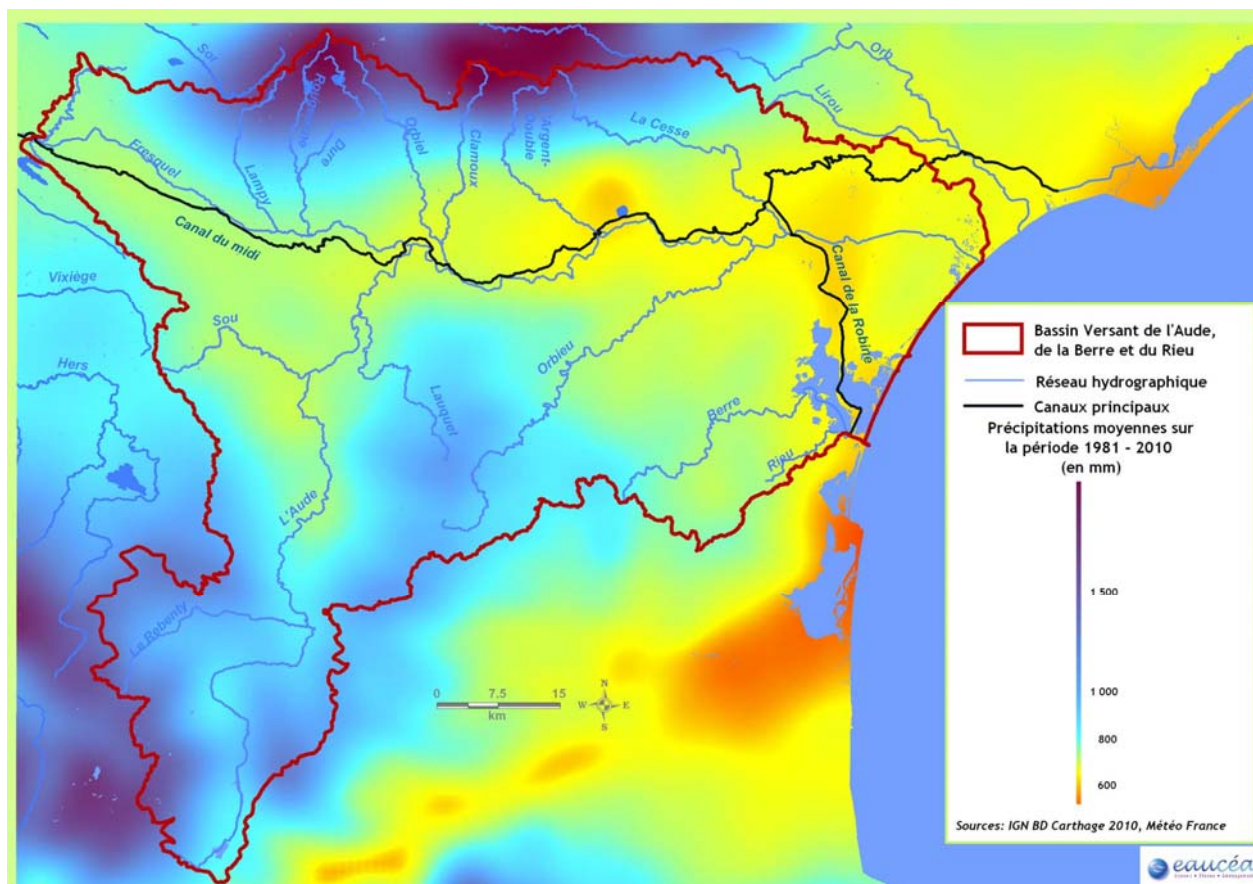 Sor
Rougeanne
Dure
Orbiel
Clamoux
Argent-
Double
La Cesse
Orb
Lirou
Fresquel
Lampy
Canal du midi
Vixiège
Sou
Hers
Lauquet
Orbieu
Canal de la Robine
Berre
Rieu
L'Aude
Le Rebenty
0 7.5 15
km
N
W E
S
Bassin Versant de l'Aude,
de la Berre et du Rieu
Réseau hydrographique
Canaux principaux
Précipitations moyennes sur
la période 1981 - 2010
(en mm)
1 500
1 000
800
600
Sources: IGN BD Carthage 2010, Météo France
eaucéa